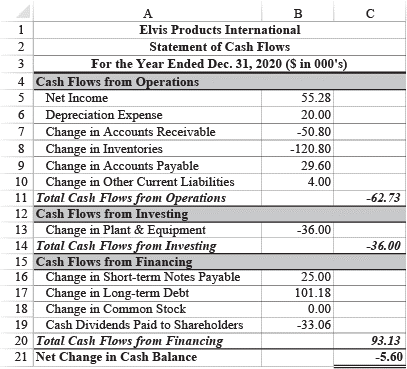 A B C
1 Elvis Products International
2 Statement of Cash Flows
3 For the Year Ended Dec. 31, 2020 ($ in 000's)
4 Cash Flows from Operations
5 Net Income 55.28
6 Depreciation Expense 20.00
7 Change in Accounts Receivable -50.80
8 Change in Inventories -120.80
9 Change in Accounts Payable 29.60
10 Change in Other Current Liabilities 4.00
11 Total Cash Flows from Operations -62.73
12 Cash Flows from Investing
13 Change in Plant & Equipment -36.00
14 Total Cash Flows from Investing -36.00
15 Cash Flows from Financing
16 Change in Short-term Notes Payable 25.00
17 Change in Long-term Debt 101.18
18 Change in Common Stock 0.00
19 Cash Dividends Paid to Shareholders -33.06
20 Total Cash Flows from Financing 93.13
21 Net Change in Cash Balance -5.60